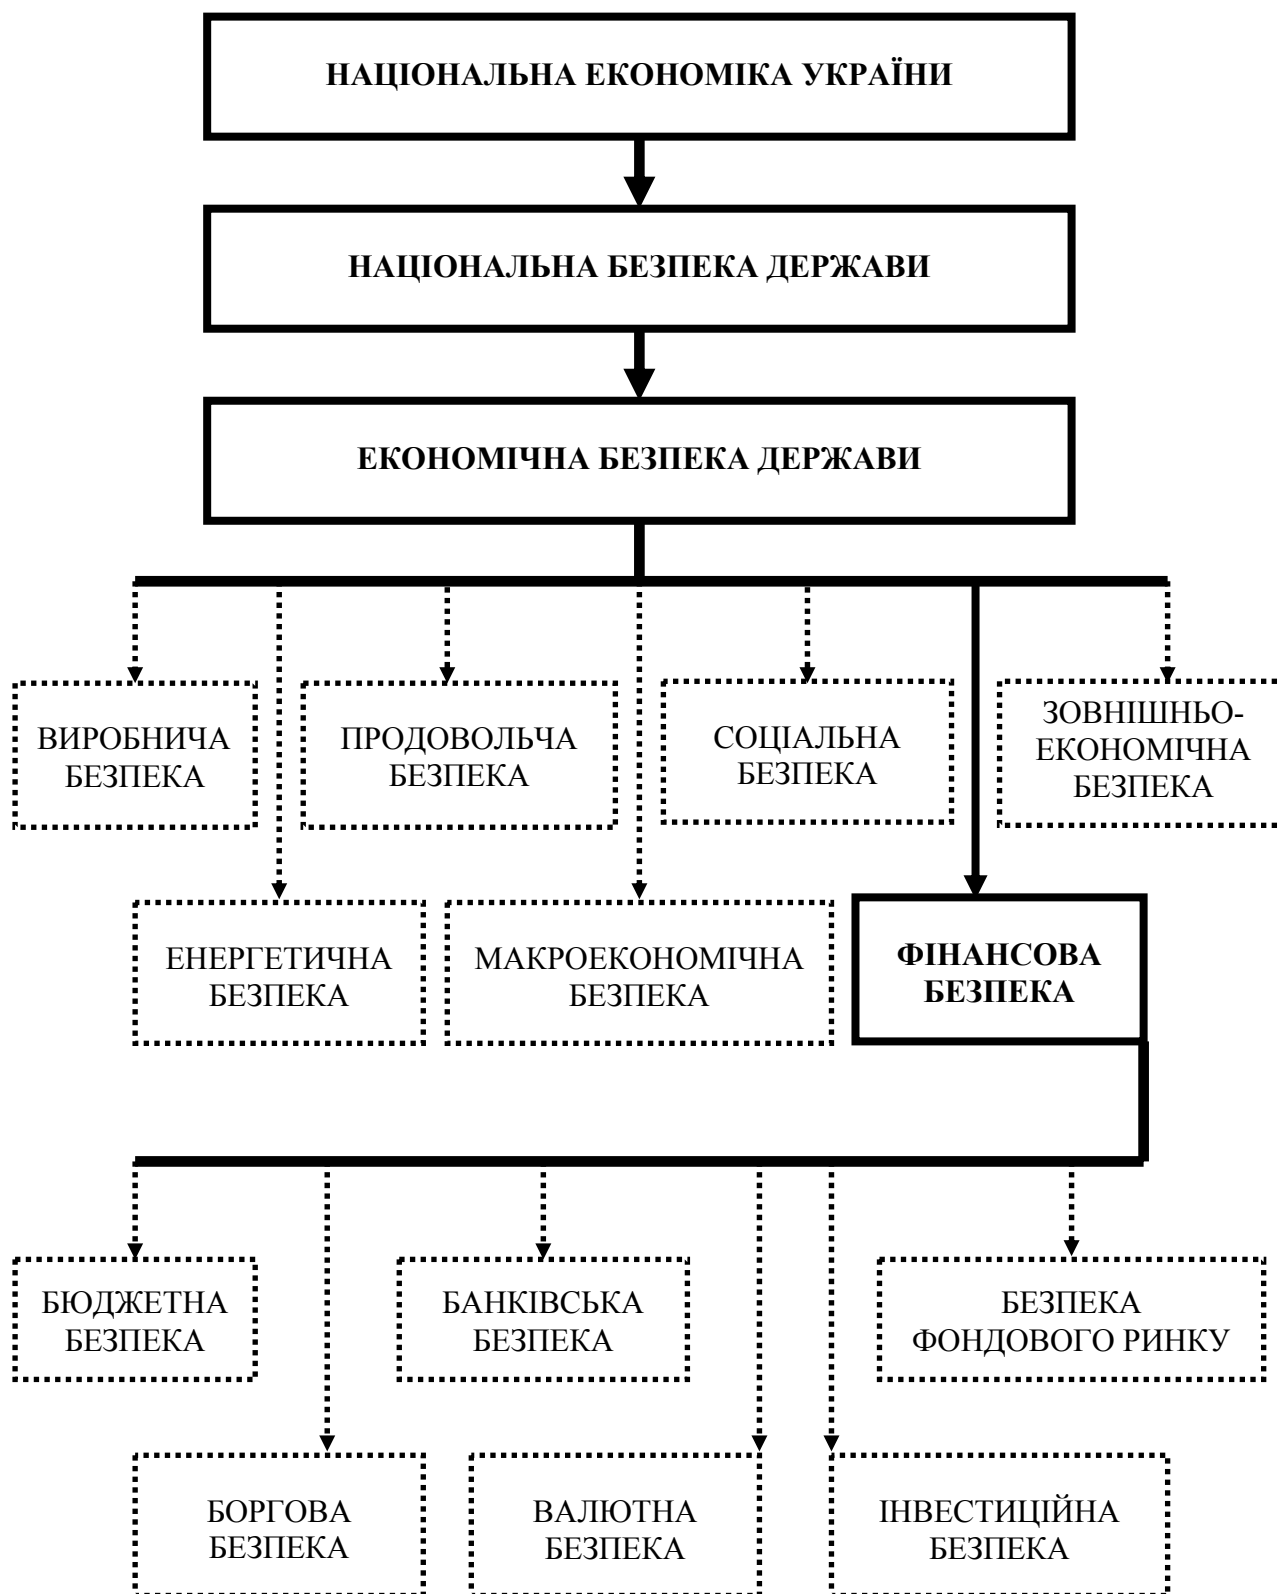 НАЦІОНАЛЬНА ЕКОНОМІКА УКРАЇНИ
НАЦІОНАЛЬНА БЕЗПЕКА ДЕРЖАВИ
ЕКОНОМІЧНА БЕЗПЕКА ДЕРЖАВИ
ВИРОБНИЧА
БЕЗПЕКА
ПРОДОВОЛЬЧА
БЕЗПЕКА
СОЦІАЛЬНА
БЕЗПЕКА
ЗОВНІШНЬО-
ЕКОНОМІЧНА
БЕЗПЕКА
ЕНЕРГЕТИЧНА
БЕЗПЕКА
МАКРОЕКОНОМІЧНА
БЕЗПЕКА
ФІНАНСОВА
БЕЗПЕКА
БЮДЖЕТНА
БЕЗПЕКА
БАНКІВСЬКА
БЕЗПЕКА
БЕЗПЕКА
ФОНДОВОГО РИНКУ
БОРГОВА
БЕЗПЕКА
ВАЛЮТНА
БЕЗПЕКА
ІНВЕСТИЦІЙНА
БЕЗПЕКА